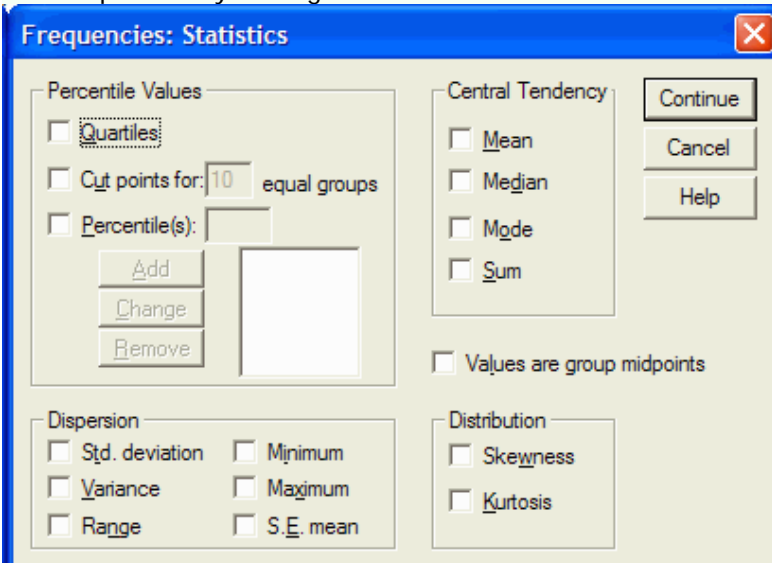 Frequencies: Statistics
Percentile Values
Quartiles
Cut points for: 10 equal groups
Percentile(s):
Add
Change
Remove
Central Tendency
Mean
Median
Mode
Sum
Continue
Cancel
Help
Values are group midpoints
Dispersion
Std. deviation
Minimum
Variance
Maximum
Range
S.E. mean
Distribution
Skewness
Kurtosis